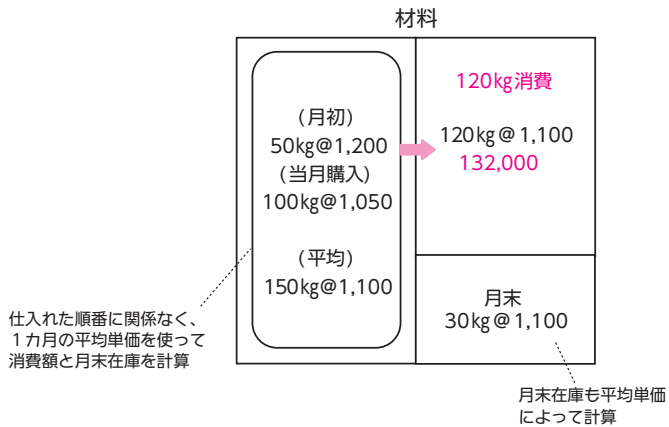 材料
(月初)
50kg@1,200
(当月購入)
100kg@1,050
(平均)
150kg@1,100
120kg消費
120kg@1,100
132,000
月末
30kg@1,100
仕入れた順番に関係なく、
1カ月の平均単価を使って
消費額と月末在庫を計算
月末在庫も平均単価
によって計算